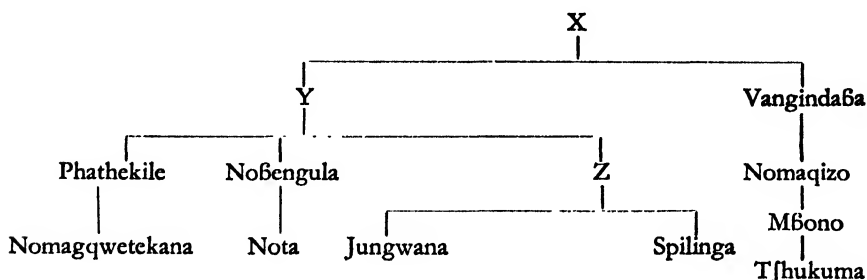 X
Y Vangindaɓa
Phathekile Noɓengula Z Nomaqizo
Mɓono
Nomagqwetekana Nota Jungwana Spilinga
Tʃhukuma